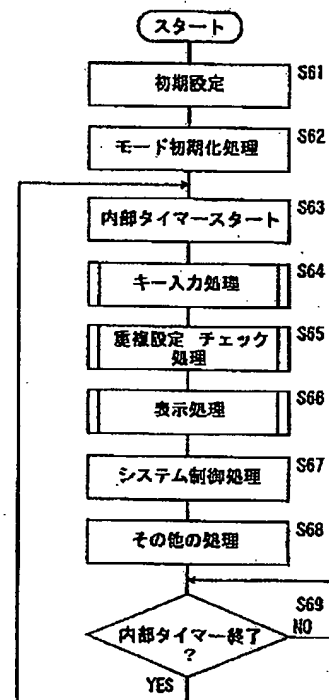 スタート
初期設定
S61
モード初期化処理
S62
内部タイマースタート
S63
キー入力処理
S64
重複設定 チェック
処理
S65
表示処理
S66
システム制御処理
S67
その他の処理
S68
内部タイマー終了
?
S69
NO
YES